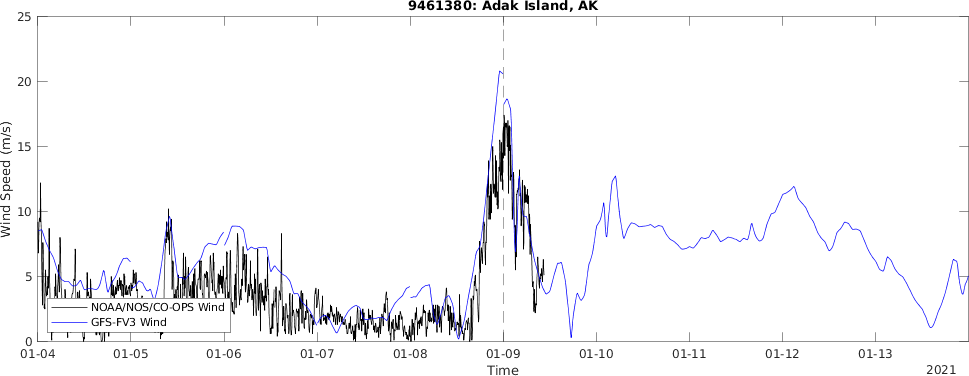 9461380: Adak Island, AK
25
20
15
10
5
0
Wind Speed (m/s)
NOAA/NOS/CO-OPS Wind
GFS-FV3 Wind
01-04 01-05 01-06 01-07 01-08 01-09 01-10 01-11 01-12 01-13
Time
2021